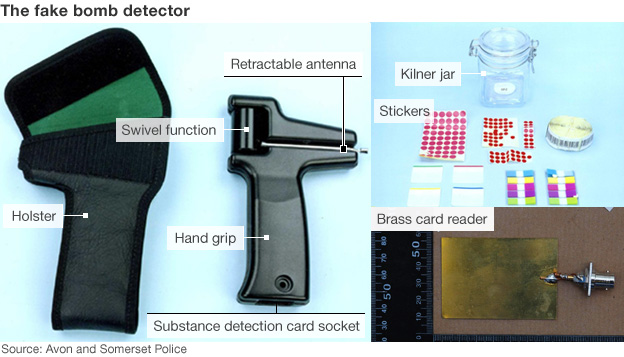 The fake bomb detector
Retractable antenna
Swivel function
Holster
Hand grip
Substance detection card socket
Kilner jar
Stickers
Brass card reader
Source: Avon and Somerset Police